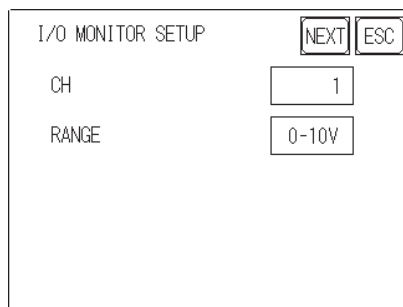 I/O MONITOR SETUP NEXT ESC
CH 1
RANGE 0-10V